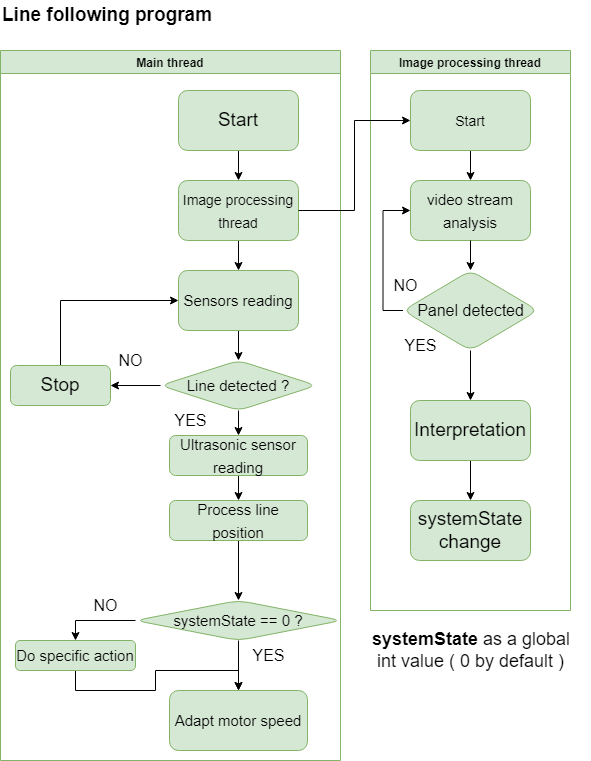 Line following program
Main thread
Start
Image processing
thread
Sensors reading
Line detected ?
NO
Stop
YES
Ultrasonic sensor
reading
Process line
position
systemState == 0 ?
NO
Do specific action
YES
Adapt motor speed
Image processing thread
Start
video stream
analysis
Panel detected
NO
YES
Interpretation
systemState
change
systemState as a global
int value ( 0 by default )